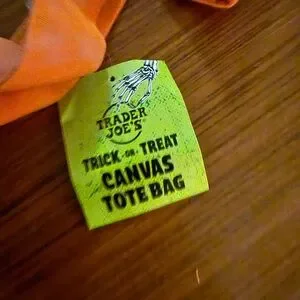 TRADER
JOE'S
TRICK -OR- TREAT
CANVAS
TOTE BAG